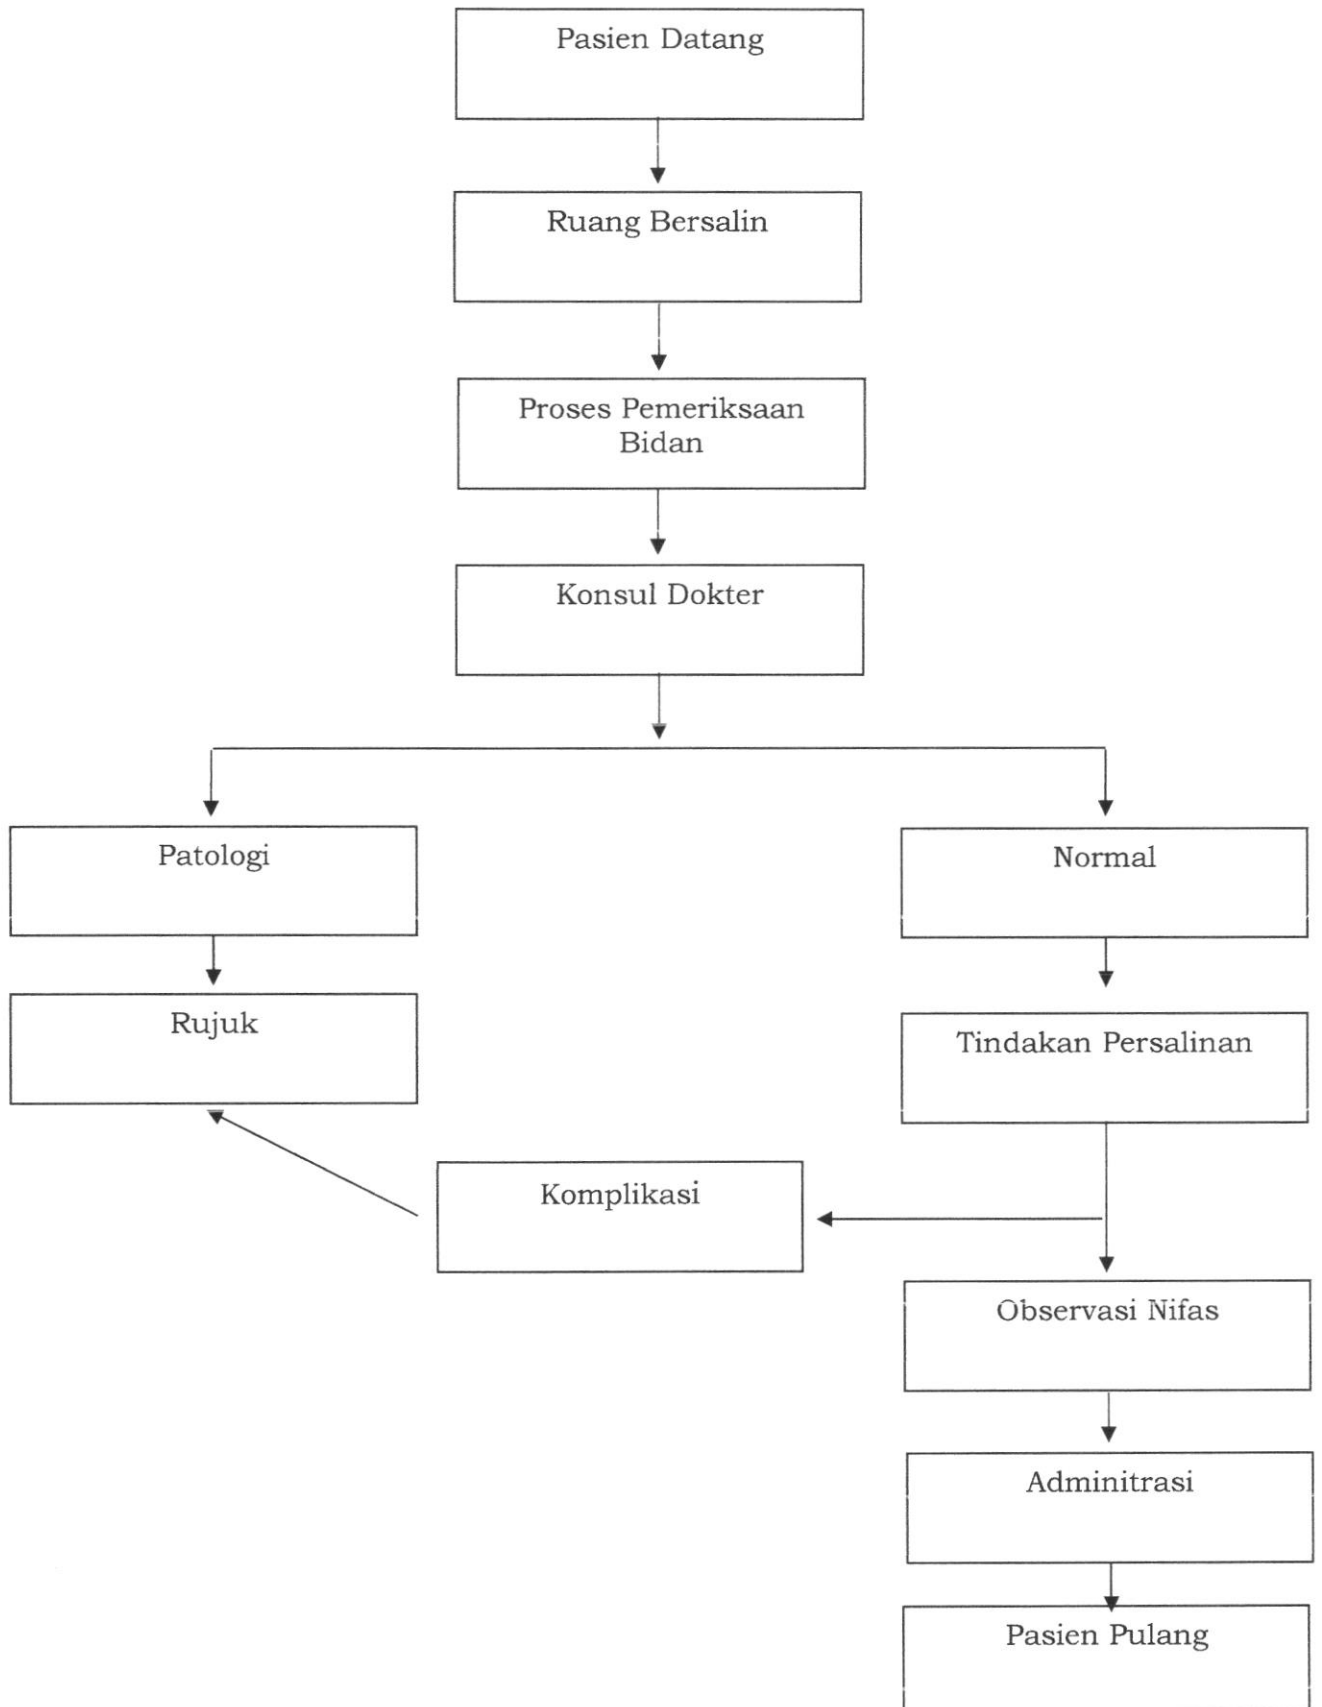 Pasien Datang
Ruang Bersalin
Proses Pemeriksaan
Bidan
Konsul Dokter
Patologi
Normal
Rujuk
Tindakan Persalinan
Komplikasi
Observasi Nifas
Adminitrasi
Pasien Pulang